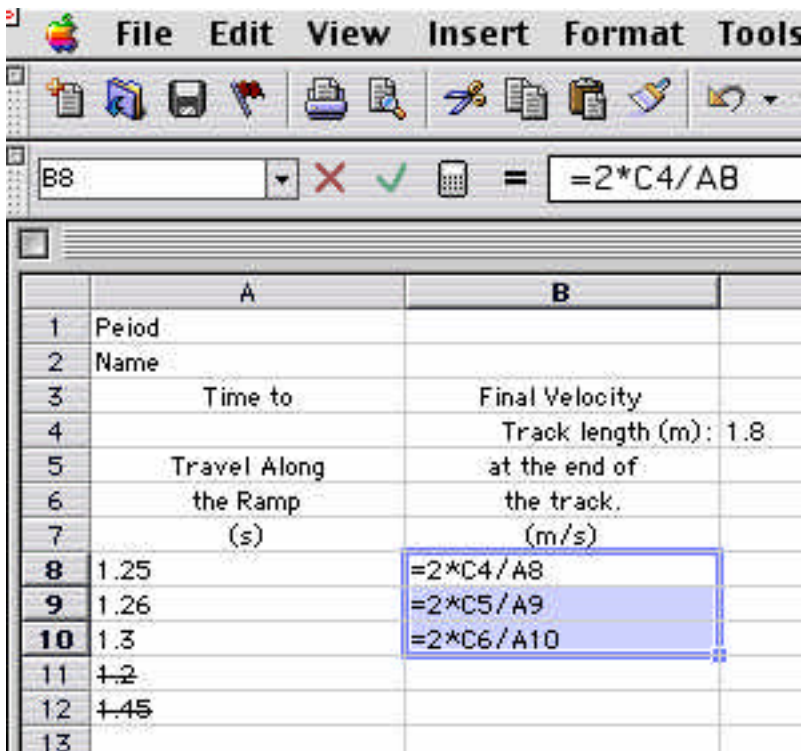 File Edit View Insert Format Tools
B8 = =2*C4/A8
A B
1 Peiod
2 Name
3 Time to Final Velocity
4 Track length (m): 1.8
5 Travel Along at the end of
6 the Ramp the track.
7 (s) (m/s)
8 1.25 =2*C4/A8
9 1.26 =2*C5/A9
10 1.3 =2*C6/A10
11 1.2
12 1.45
13